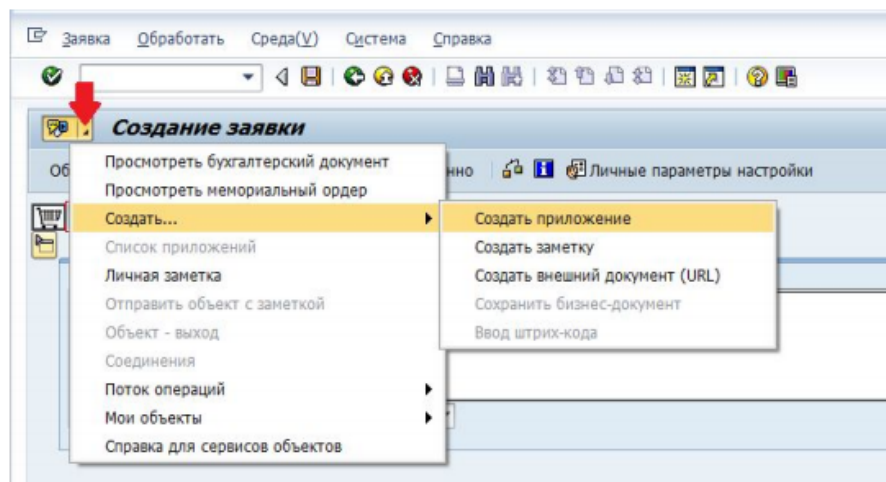 Заявка Обработать Среда(V) Система Справка
Создание заявки
Об
нно Личные параметры настройки
Просмотреть бухгалтерский документ
Просмотреть мемориальный ордер
Создать...
Список приложений
Личная заметка
Отправить объект с заметкой
Объект - выход
Соединения
Поток операций
Мои объекты
Справка для сервисов объектов
Создать приложение
Создать заметку
Создать внешний документ (URL)
Сохранить бизнес-документ
Ввод штрих-кода